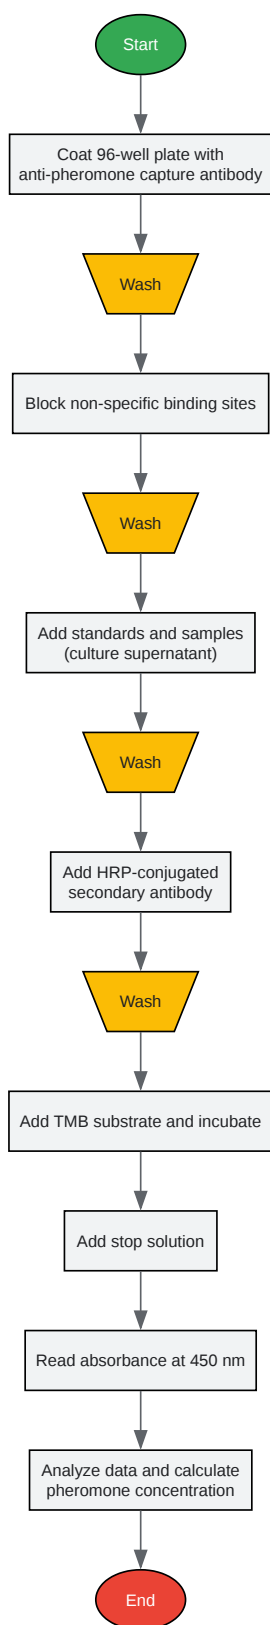 Start
Coat 96-well plate with
anti-pheromone capture antibody
Wash
Block non-specific binding sites
Wash
Add standards and samples
(culture supernatant)
Wash
Add HRP-conjugated
secondary antibody
Wash
Add TMB substrate and incubate
Add stop solution
Read absorbance at 450 nm
Analyze data and calculate
pheromone concentration
End